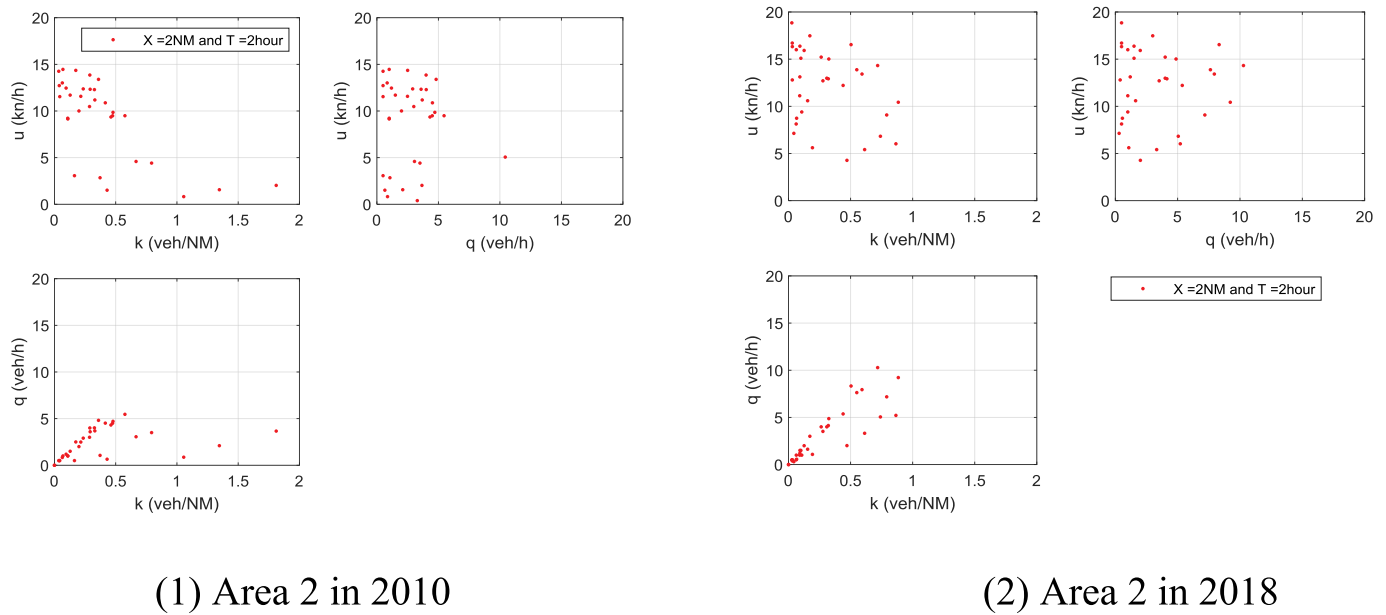 20
15
10
5
0
u (kn/h)
X =2NM and T =2hour
0 0.5 1 1.5 2
k (veh/NM)
20
15
10
5
0
u (kn/h)
0 5 10 15 20
q (veh/h)
20
15
10
5
0
q (veh/h)
0 0.5 1 1.5 2
k (veh/NM)
(1) Area 2 in 2010
20
15
10
5
0
u (kn/h)
0 0.5 1 1.5 2
k (veh/NM)
20
15
10
5
0
u (kn/h)
0 5 10 15 20
q (veh/h)
20
15
10
5
0
q (veh/h)
0 0.5 1 1.5 2
k (veh/NM)
X =2NM and T =2hour
(2) Area 2 in 2018